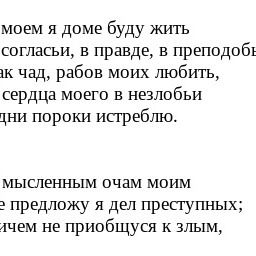 моем я доме буду жить
согласьи, в правде, в преподобь
ак чад, рабов моих любить,
сердца моего в незлобьи
дни пороки истреблю.
мысленным очам моим
е предложу я дел преступных;
ичем не приобщуся к злым,